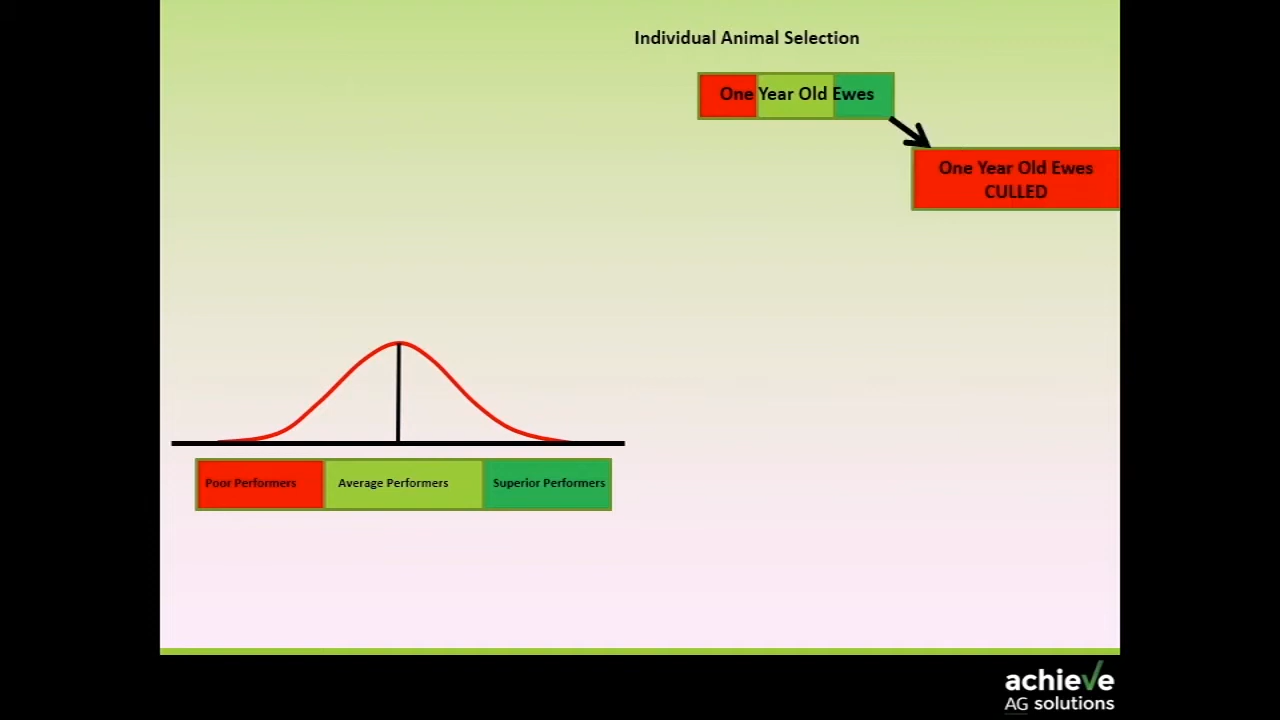 Individual Animal Selection
One Year Old Ewes
One Year Old Ewes
CULLED
Poor Performers
Average Performers
Superior Performers
achieve
AG solutions